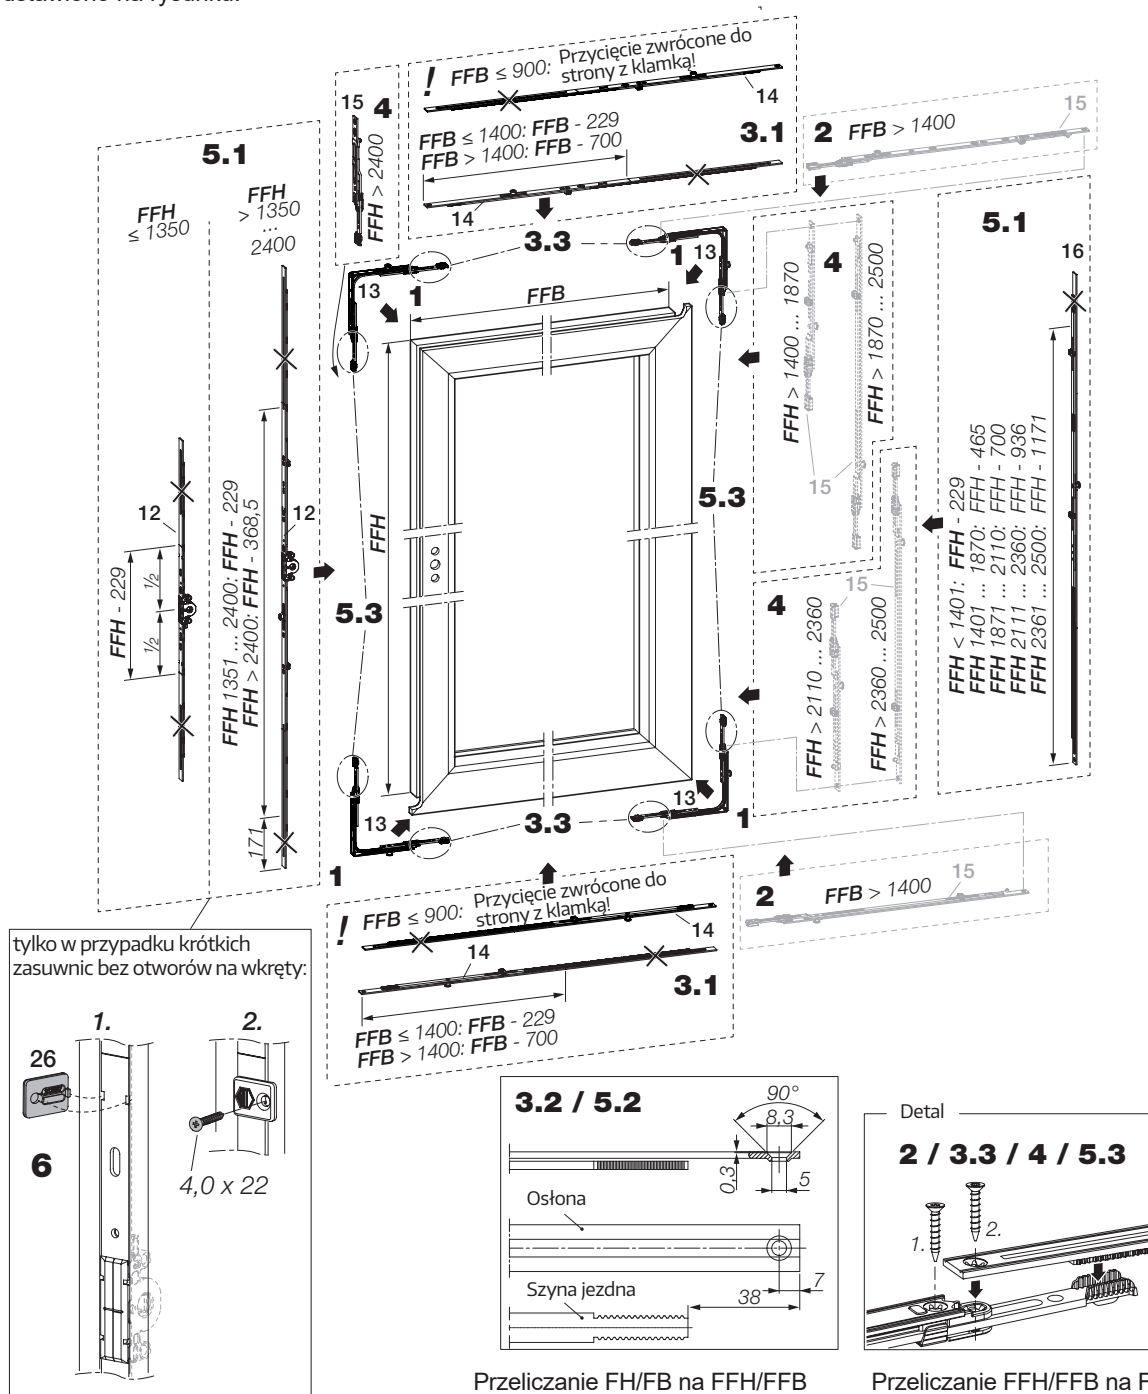 ! FFB ≤ 900: Przycięcie zwrócone do
strony z klamką!
14
FFB ≤ 1400: FFB - 229
FFB > 1400: FFB - 700
3.1
14
15 4
FFH > 2400
2 FFB > 1400
15
5.1
FFH
≤ 1350
FFH
> 1350
...
2400
12
12
FFH - 229
1/2
1/2
FFH 1351 ... 2400: FFH - 229
FFH > 2400: FFH - 368,5
171
3.3
13
1
1
13
FFB
FFH
5.3
5.3
4
FFH > 1400 ... 1870
FFH > 1870 ... 2500
15
15
4
FFH > 2110 ... 2360
FFH > 2360 ... 2500
5.1
16
FFH < 1401: FFH - 229
FFH 1401 ... 1870: FFH - 465
FFH 1871 ... 2110: FFH - 700
FFH 2111 ... 2360: FFH - 936
FFH 2361 ... 2500: FFH - 1171
13
1
3.3
13
1
! FFB ≤ 900: Przycięcie zwrócone do
strony z klamką!
14
14
3.1
FFB ≤ 1400: FFB - 229
FFB > 1400: FFB - 700
2 FFB > 1400
15
tylko w przypadku krótkich
zasuwnic bez otworów na wkręty:
1.
2.
26
6
4,0 x 22
3.2 / 5.2
90°
8,3
0,3
5
Osłona
7
Szyna jezdna
38
Detal
2 / 3.3 / 4 / 5.3
1.
2.
Przeliczanie FH/FB na FFH/FFB
Przeliczanie FFH/FFB na F